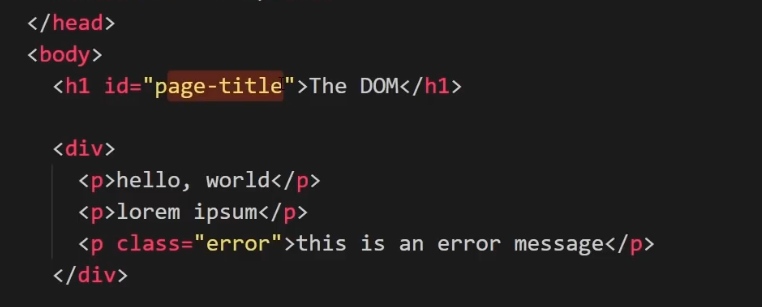 </head>
<body>
<h1 id="page-title">The DOM</h1>
<div>
<p>hello, world</p>
<p>lorem ipsum</p>
<p class="error">this is an error message</p>
</div>